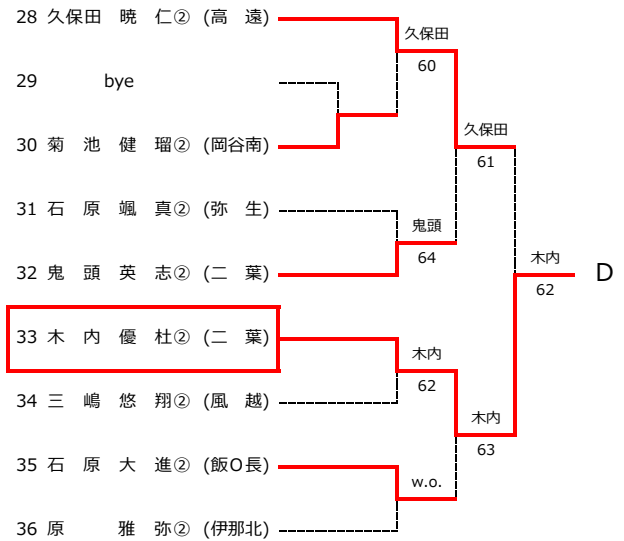 28 久保田 暁 仁② (高 遠)
久保田
60
29 bye
30 菊 池 健 瑠② (岡谷南)
久保田
61
31 石 原 颯 真② (弥 生)
鬼頭
64
32 鬼 頭 英 志② (二 葉)
木内
62
D
33 木 内 優 杜② (二 葉)
木内
62
34 三 嶋 悠 翔② (風 越)
木内
63
35 石 原 大 進② (飯O長)
w.o.
36 原 雅 弥② (伊那北)